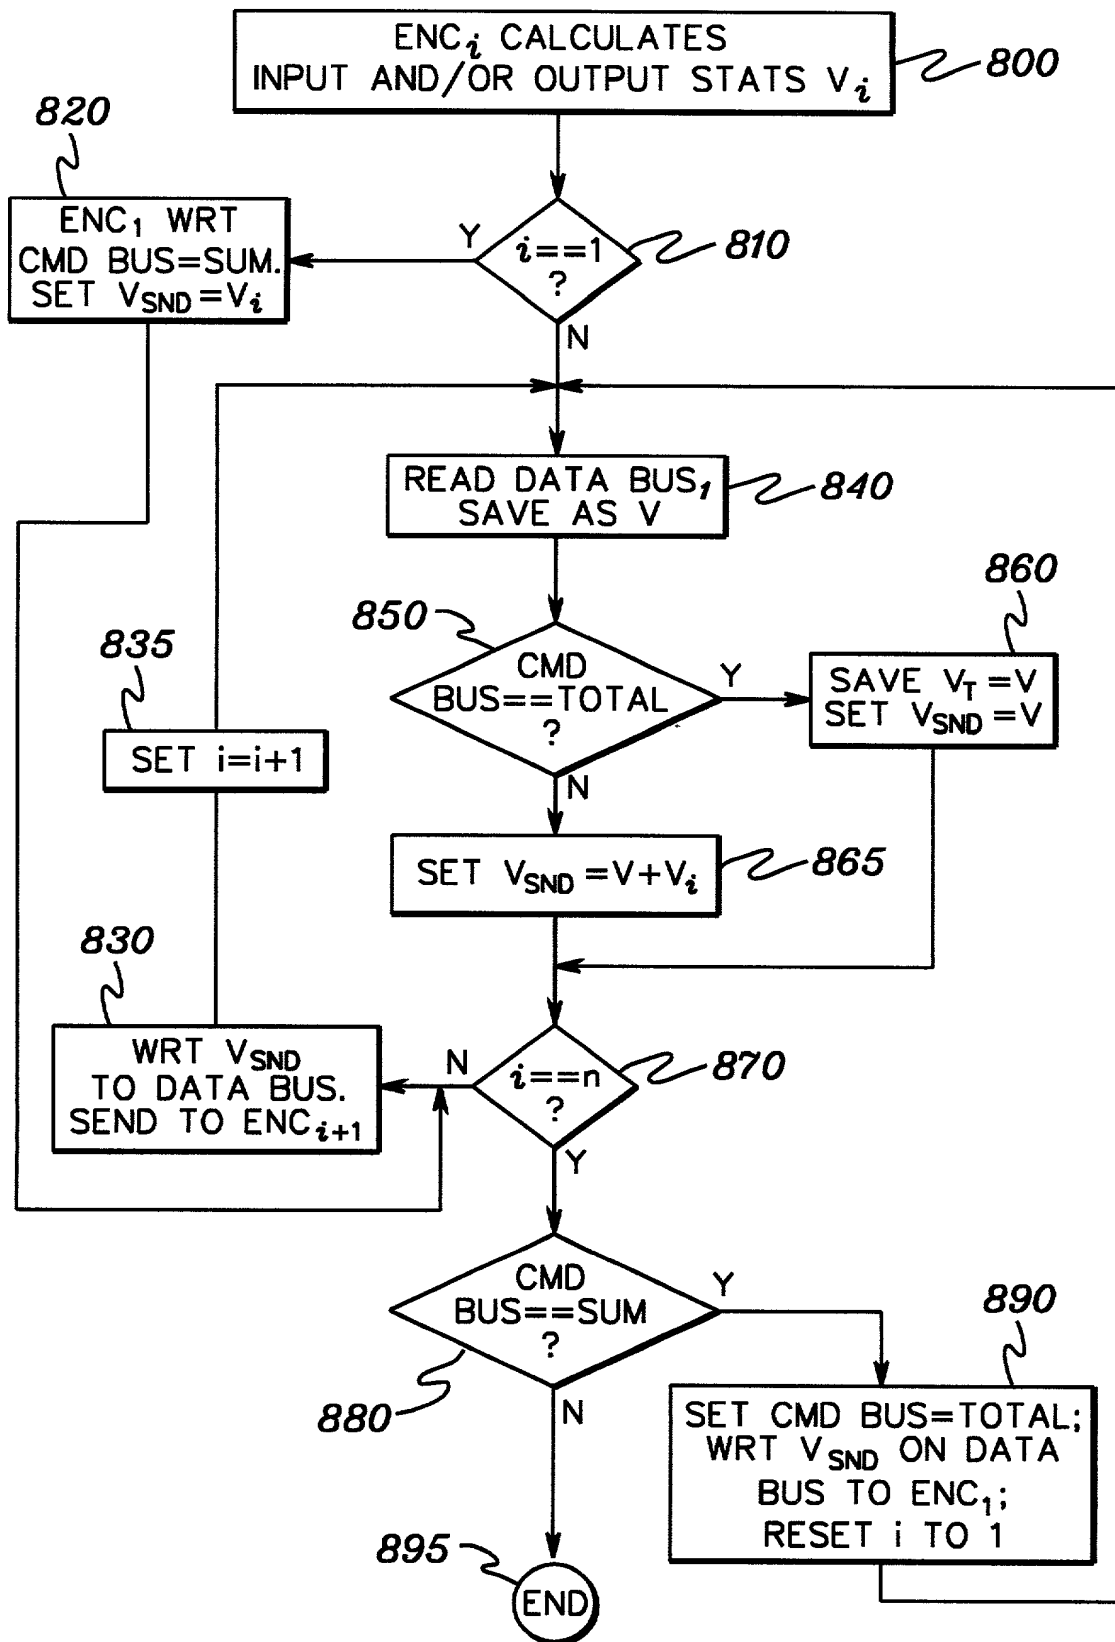 ENCi CALCULATES
INPUT AND/OR OUTPUT STATS Vi
800
820
ENC1 WRT
CMD BUS=SUM.
SET VSND=Vi
Y
i==1
?
810
N
READ DATA BUS,
SAVE AS V
840
850
CMD
BUS==TOTAL
?
Y
860
SAVE VT=V
SET VSND=V
835
SET i=i+1
N
SET VSND=V+Vi
865
830
WRT VSND
TO DATA BUS.
SEND TO ENCi+1
N
i==n
?
870
Y
CMD
BUS==SUM
?
Y
880
N
890
SET CMD BUS=TOTAL;
WRT VSND ON DATA
BUS TO ENC1;
RESET i TO 1
895
END